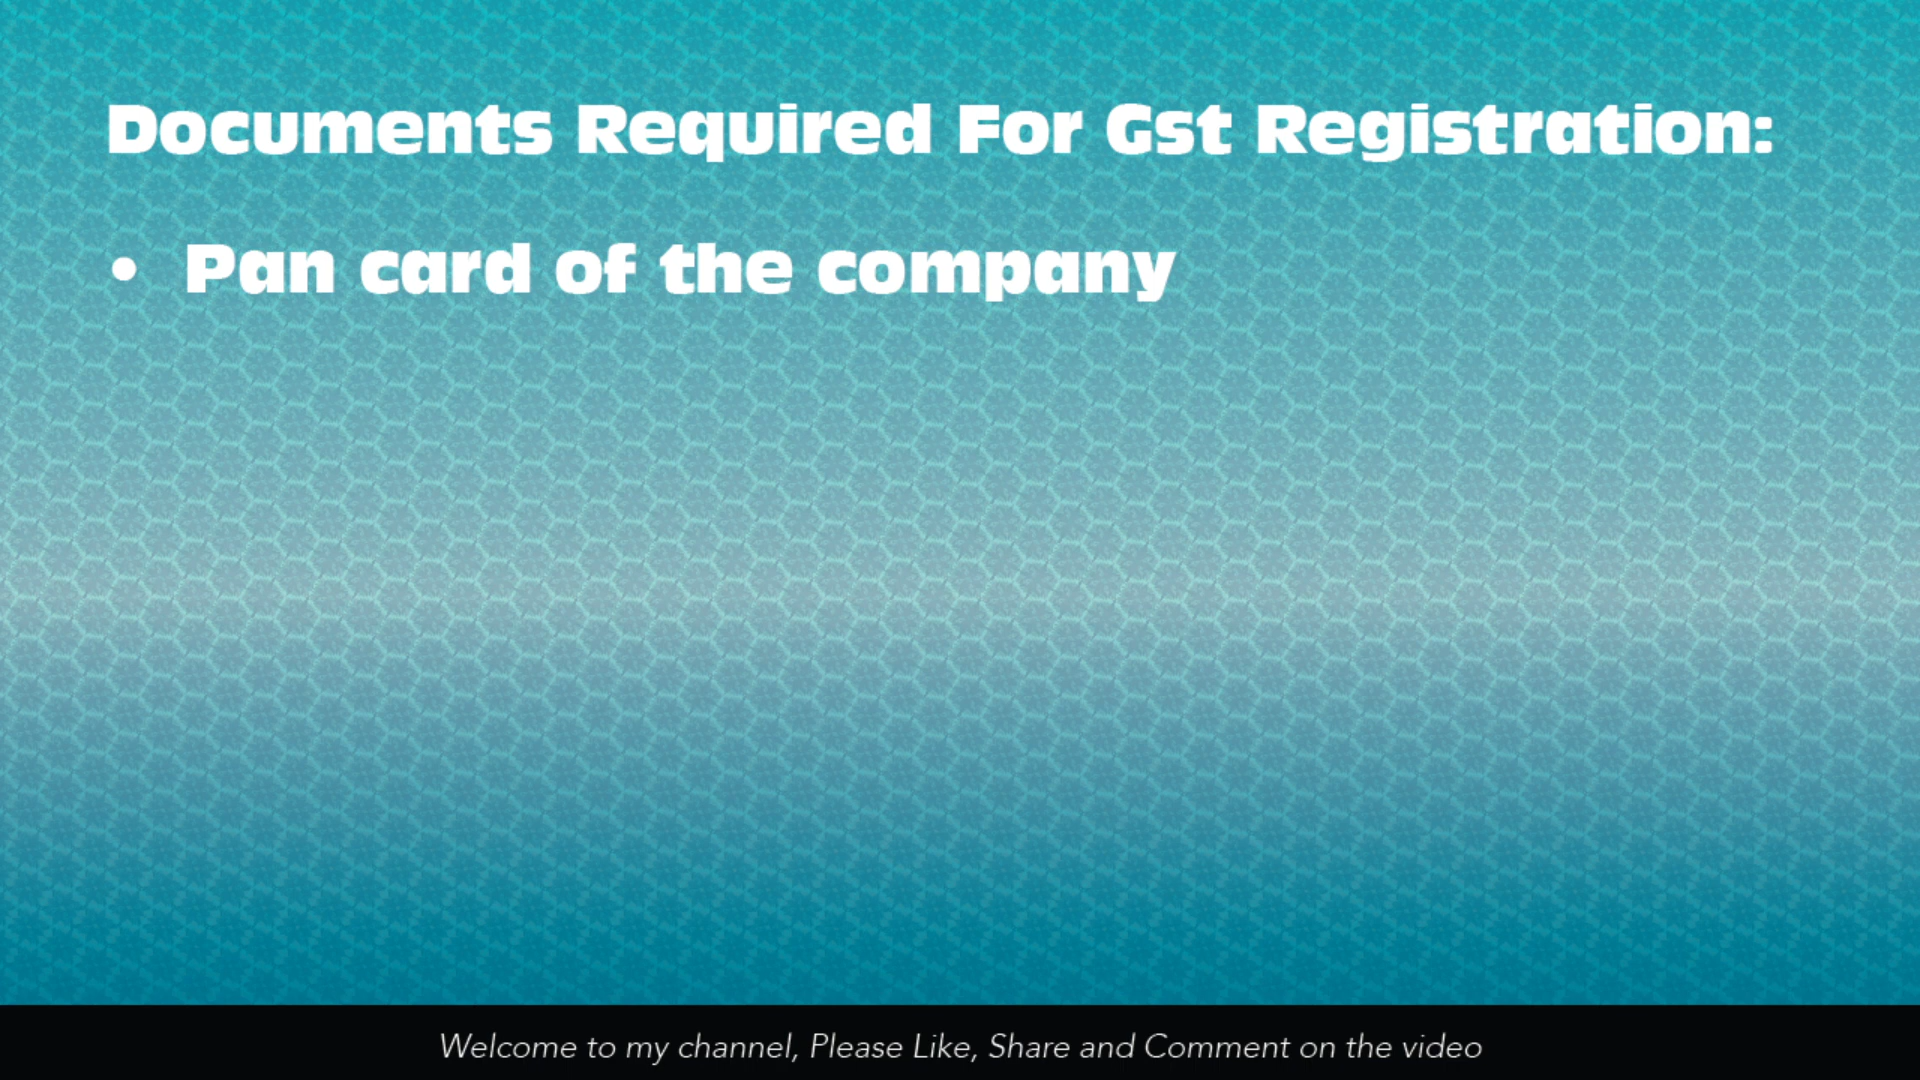 Documents Required For Gst Registration:
• Pan card of the company
Welcome to my channel, Please Like, Share and Comment on the video